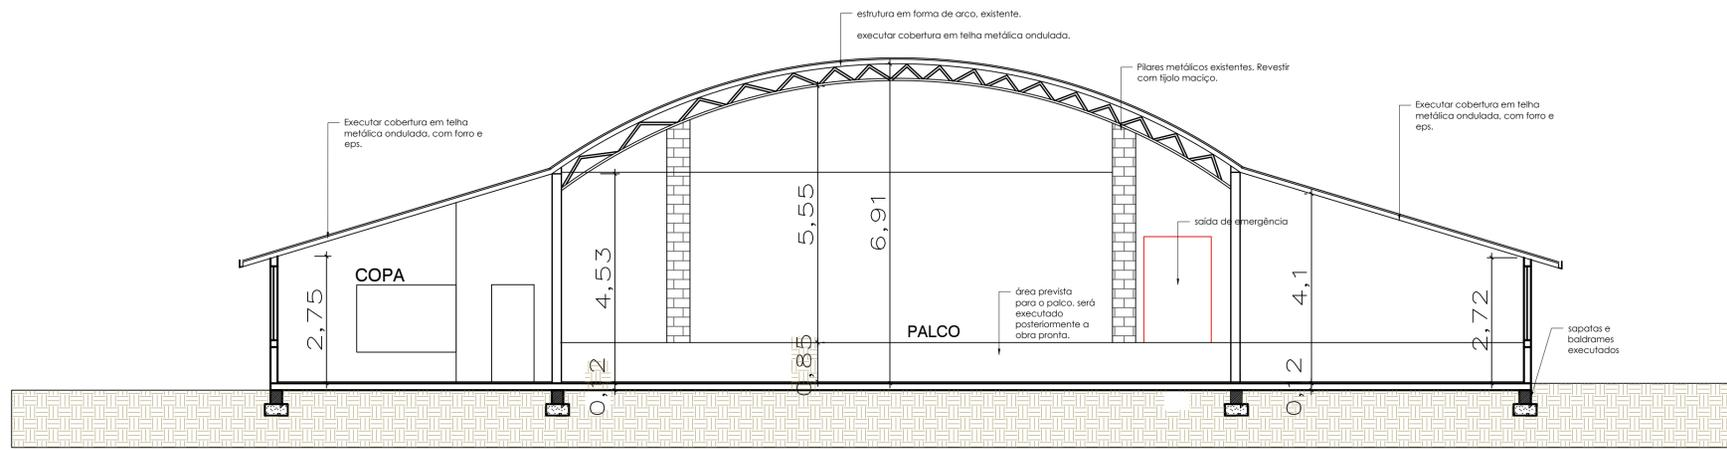 estrutura em forma de arco, existente.
executar cobertura em telha metálica ondulada.
Pilares metálicos existentes. Revestir
com tijolo maciço.
Executar cobertura em telha
metálica ondulada, com forro e
eps.
Executar cobertura em telha
metálica ondulada, com forro e
eps.
saída de emergência
COPA
2,75
4,53
0,12
5,55
0,85
6,91
PALCO
área prevista
para o palco. será
executado
posteriormente a
obra pronta.
4,1
0,12
2,72
sapatas e
baldrames
executados